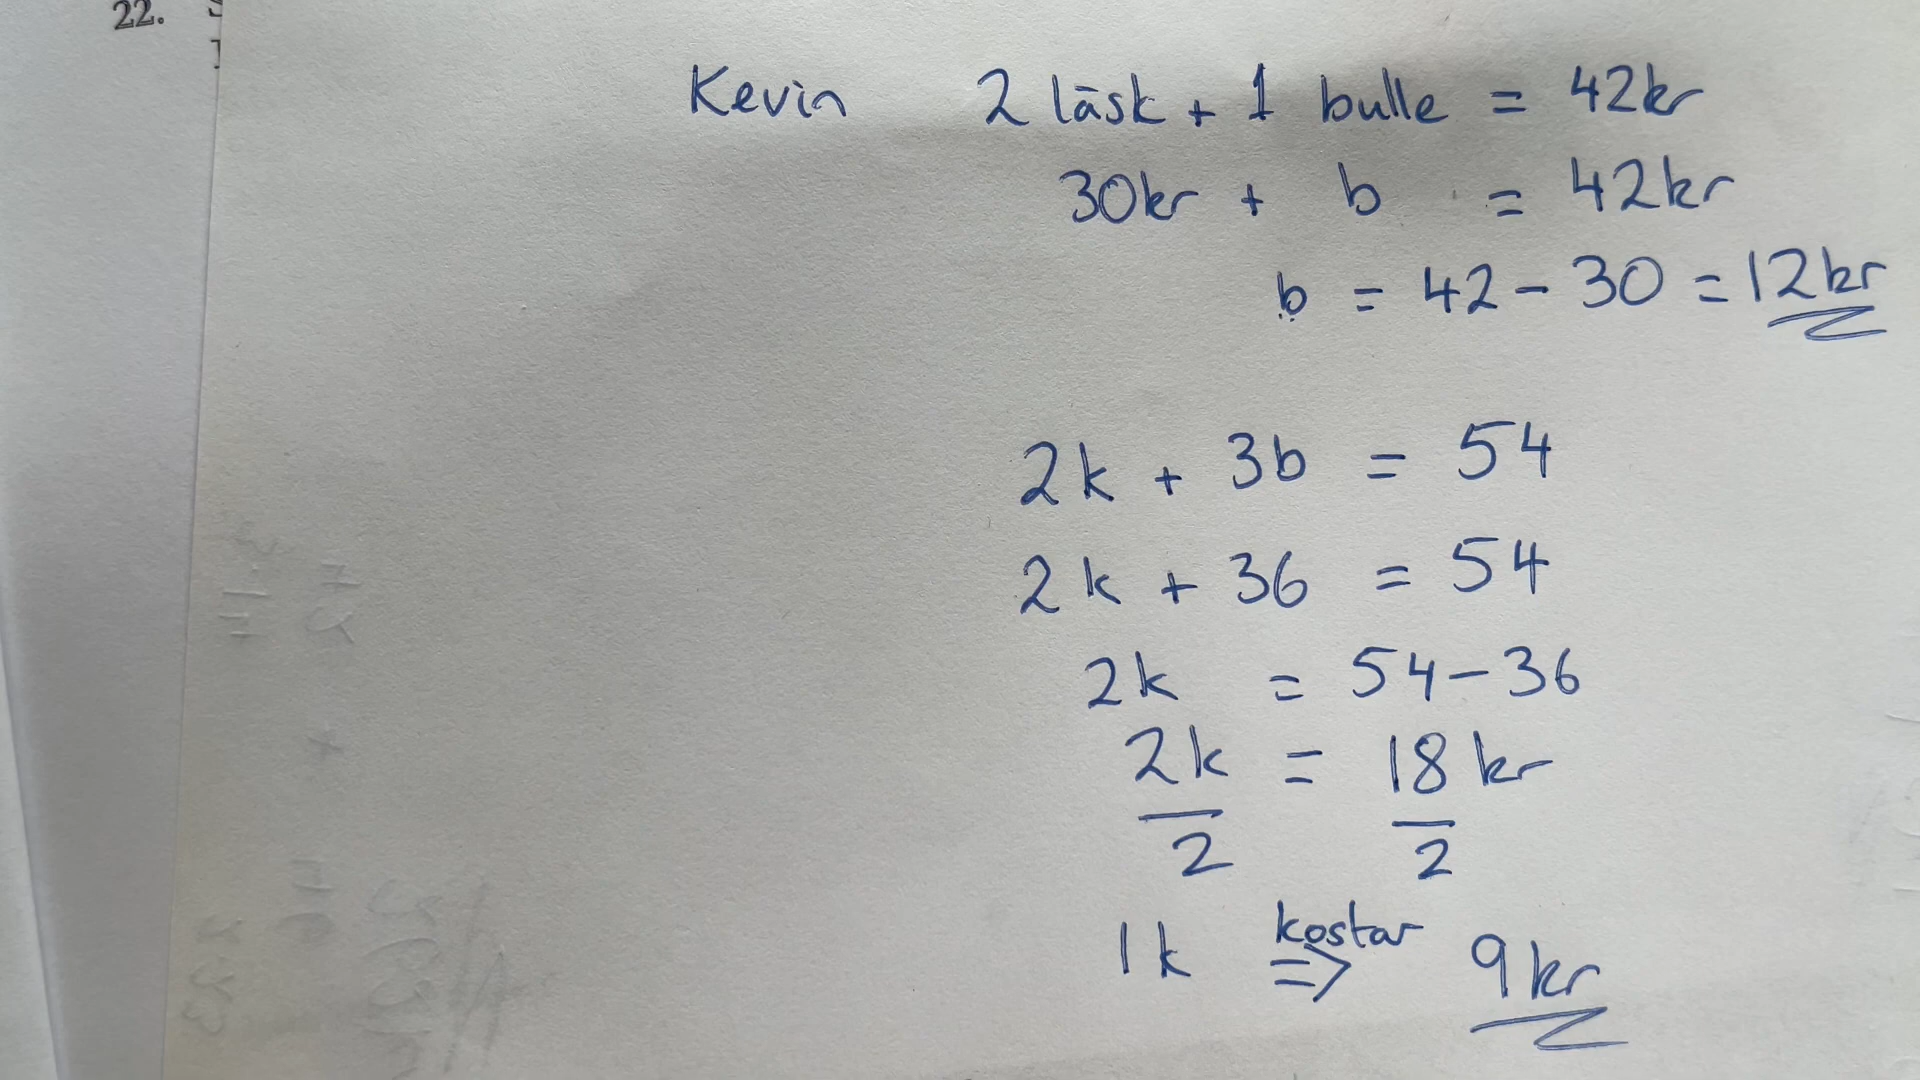 22.
Kevin 2 läsk + 1 bulle = 42kr
30kr + b = 42kr
b = 42 - 30 = 12kr
2k + 3b = 54
2k + 36 = 54
2k = 54 - 36
2k = 18 kr
2 2
1k kostar => 9kr